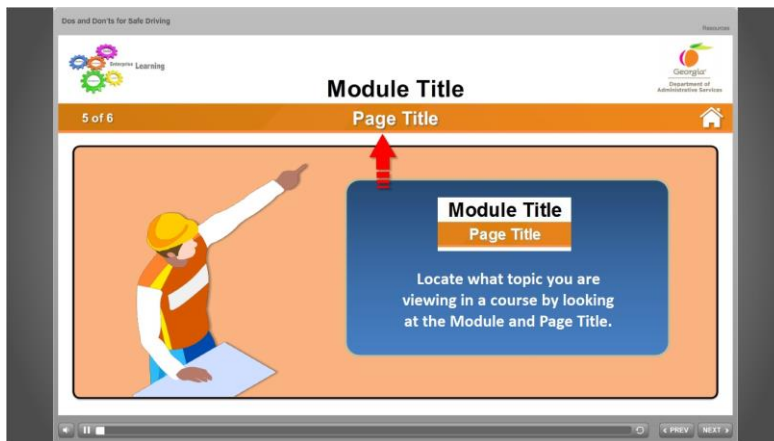 Dos and Don'ts for Safe Driving
Resources
Enterprise Learning
Georgia
Department of
Administrative Services
Module Title
5 of 6
Page Title
Module Title
Page Title
Locate what topic you are
viewing in a course by looking
at the Module and Page Title.
PREV
NEXT